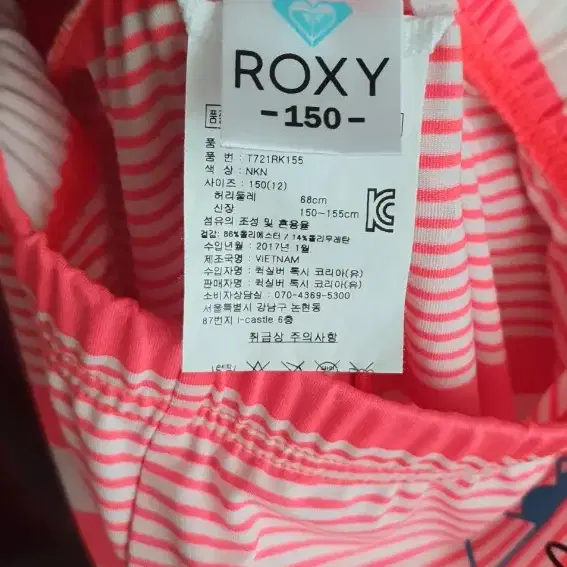 ROXY
-150-
품
품 번 : T721RK155
색 상 : NKN
사이즈 : 150(12)
허리둘레 68cm
신장 150~155cm
섬유의 조성 및 혼용율
겉감: 86%폴리에스터 / 14%폴리우레탄
수입년월 : 2017년 1월
제조국명 : VIETNAM
수입자명 : 퀵실버 록시 코리아(유)
판매자명 : 퀵실버 록시 코리아(유)
소비자상담실 : 070-4369-5300
서울특별시 강남구 논현동
87번지 i-castle 6층
취급상 주의사항